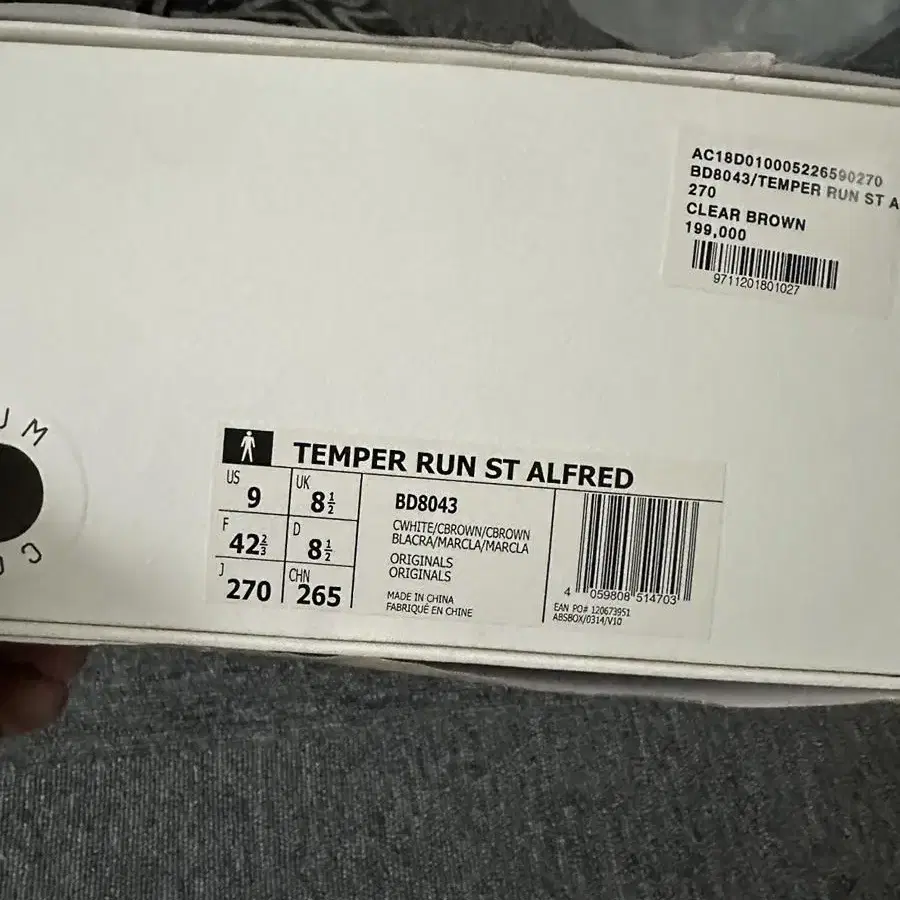 AC18D010005226590270
BD8043/TEMPER RUN ST A
270
CLEAR BROWN
199,000
9711201801027
UM
TEMPER RUN ST ALFRED
US 9
UK 8½
F 42⅔
D 8½
J 270
CHN 265
BD8043
CWHITE/CBROWN/CBROWN
BLACRA/MARCLA/MARCLA
ORIGINALS
ORIGINALS
MADE IN CHINA
FABRIQUÉ EN CHINE
4 059808 514703
EAN PO# 120673951
ABSBOX/0314/V10